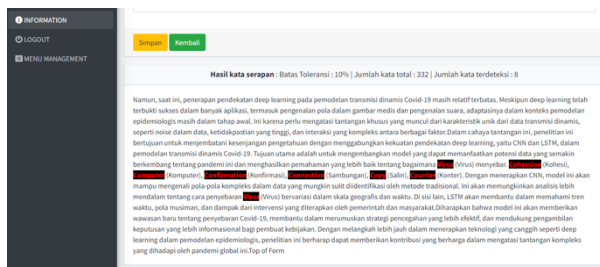 INFORMATION
LOGOUT
MENU MANAGEMENT
Simpan Kembali
Hasil kata serapan : Batas Toleransi : 10% | Jumlah kata total : 332 | Jumlah kata terdeteksi : 8
Namun, saat ini, penerapan pendekatan deep learning pada pemodelan transmisi dinamis Covid-19 masih relatif terbatas. Meskipun deep learning telah
terbukti sukses dalam banyak aplikasi, termasuk pengenalan pola dalam gambar medis dan pengenalan suara, adaptasinya dalam konteks pemodelan
epidemiologis masih dalam tahap awal. Ini karena perlu mengatasi tantangan khusus yang muncul dari karakteristik unik dari data transmisi dinamis,
seperti noise dalam data, ketidakpastian yang tinggi, dan interaksi yang kompleks antara berbagai faktor.Dalam cahaya tantangan ini, penelitian ini
bertujuan untuk menjembatani kesenjangan pengetahuan dengan menggabungkan kekuatan pendekatan deep learning, yaitu CNN dan LSTM, dalam
pemodelan transmisi dinamis Covid-19. Tujuan utama adalah untuk mengembangkan model yang dapat memanfaatkan potensi data yang semakin
berkembang tentang pandemi ini dan menghasilkan pemahaman yang lebih baik tentang bagaimana Virus (Virus) menyebar. Cohession (Kohesi),
Computer (Komputer), Confirmation (Konfirmasi), Connection (Sambungan), Copy (Salin), Counter (Konter). Dengan menerapkan CNN, model ini akan
mampu mengenali pola-pola kompleks dalam data yang mungkin sulit diidentifikasi oleh metode tradisional. Ini akan memungkinkan analisis lebih
mendalam tentang cara penyebaran Virus (Virus) bervariasi dalam skala geografis dan waktu. Di sisi lain, LSTM akan membantu dalam memahami tren
waktu, pola musiman, dan dampak dari intervensi yang diterapkan oleh pemerintah dan masyarakat.Diharapkan bahwa model ini akan memberikan
wawasan baru tentang penyebaran Covid-19, membantu dalam merumuskan strategi pencegahan yang lebih efektif, dan mendukung pengambilan
keputusan yang lebih informasional bagi pembuat kebijakan. Dengan melangkah lebih jauh dalam menerapkan teknologi yang canggih seperti deep
learning dalam pemodelan epidemiologis, penelitian ini berharap dapat memberikan kontribusi yang berharga dalam mengatasi tantangan kompleks
yang dihadapi oleh pandemi global ini.Top of Form